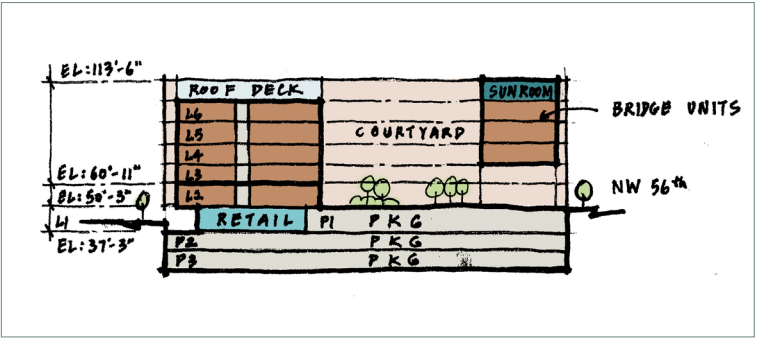 EL:113'-6"
ROOF DECK
SUNROOM
L6
BRIDGE UNITS
L5
COURTYARD
L4
EL:60'-11"
L3
EL:50'-3"
L2
NW 56th
L1
RETAIL
P1
PKG
EL:37'-3"
P2
PKG
P3
PKG